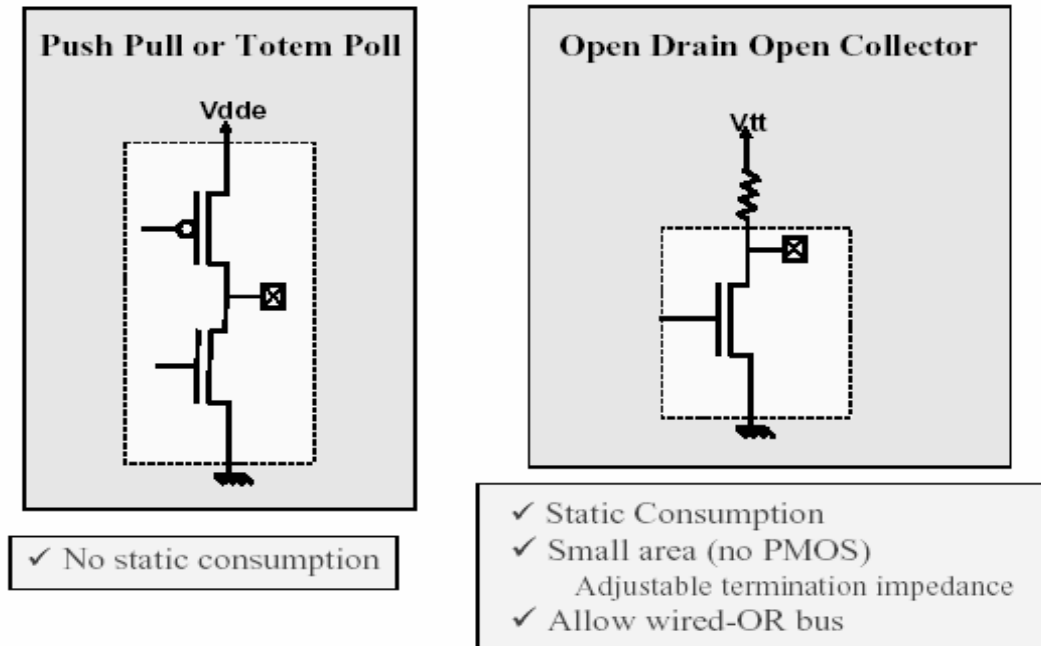 Push Pull or Totem Poll
Vdde
✓ No static consumption
Open Drain Open Collector
Vtt
✓ Static Consumption
✓ Small area (no PMOS)
Adjustable termination impedance
✓ Allow wired-OR bus